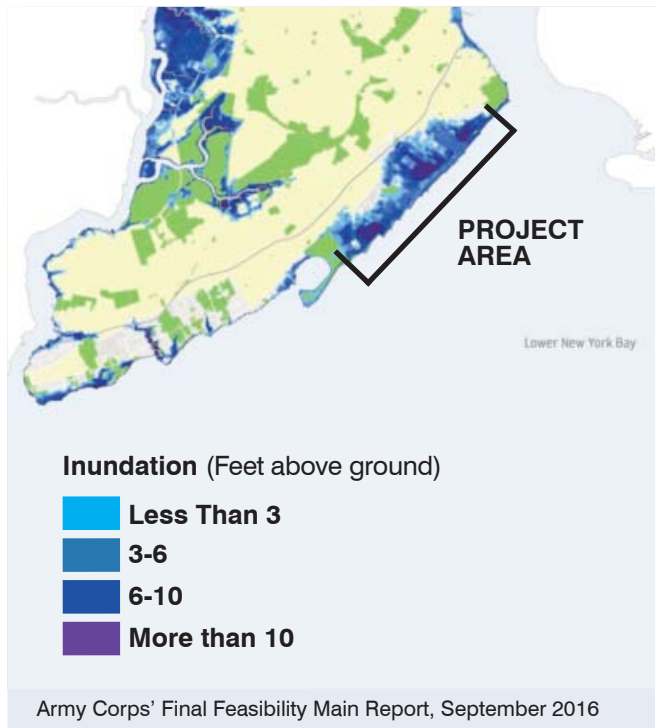 PROJECT
AREA
Lower New York Bay
Inundation (Feet above ground)
Less Than 3
3-6
6-10
More than 10
Army Corps' Final Feasibility Main Report, September 2016